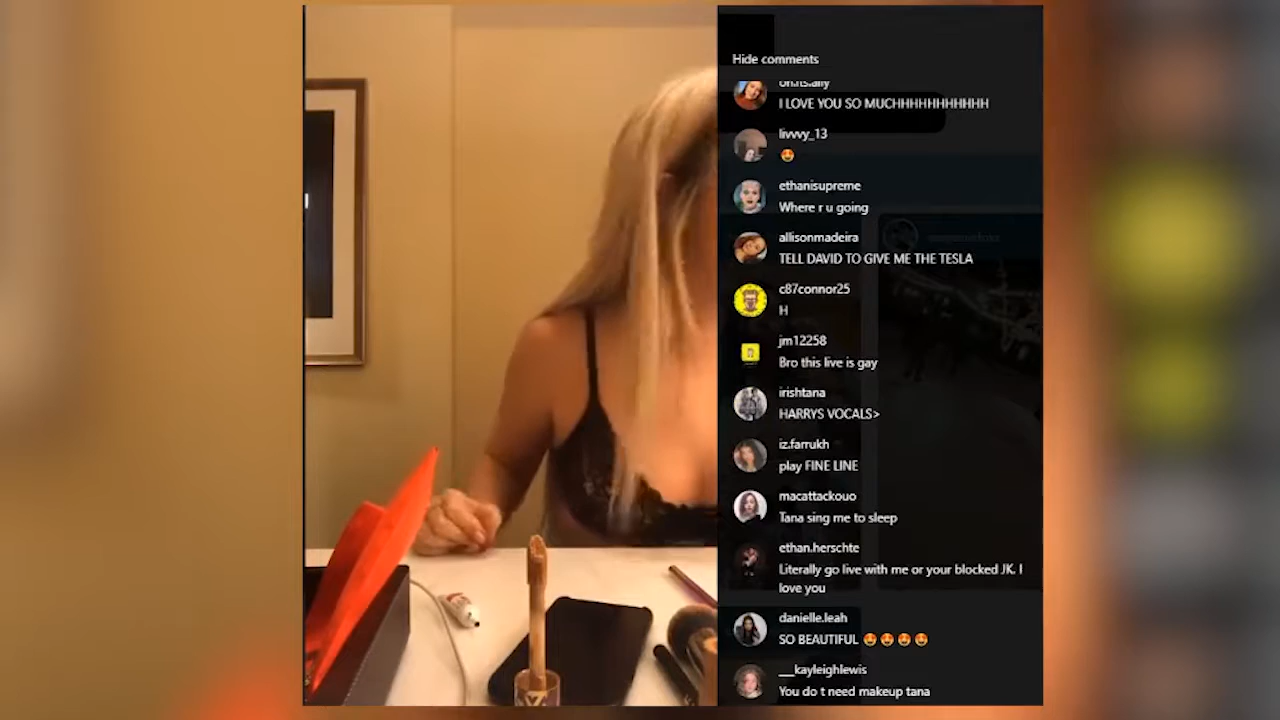 Hide comments
oh.its.ally
I LOVE YOU SO MUCHHHHHHHHHHH
livvvy_13
ethanisupreme
Where r u going
allisonmadeira
TELL DAVID TO GIVE ME THE TESLA
c87connor25
H
jm12258
Bro this live is gay
irishtana
HARRYS VOCALS>
iz.farrukh
play FINE LINE
macattackouo
Tana sing me to sleep
ethan.herschte
Literally go live with me or your blocked JK. I
love you
danielle.leah
SO BEAUTIFUL 😍😍😍😍
__kayleighlewis
You do t need makeup tana